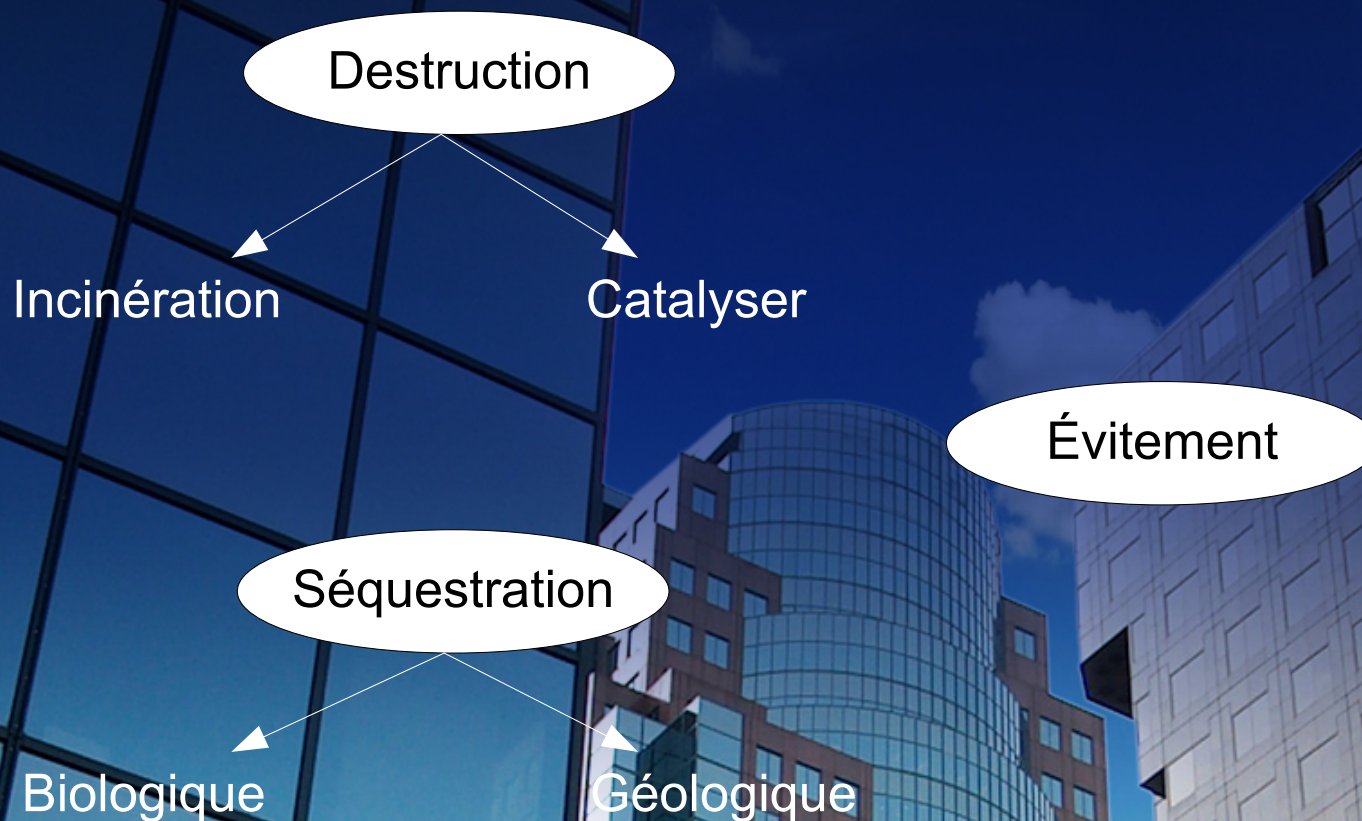 Destruction
Incinération
Catalyser
Évitement
Séquestration
Biologique
Géologique